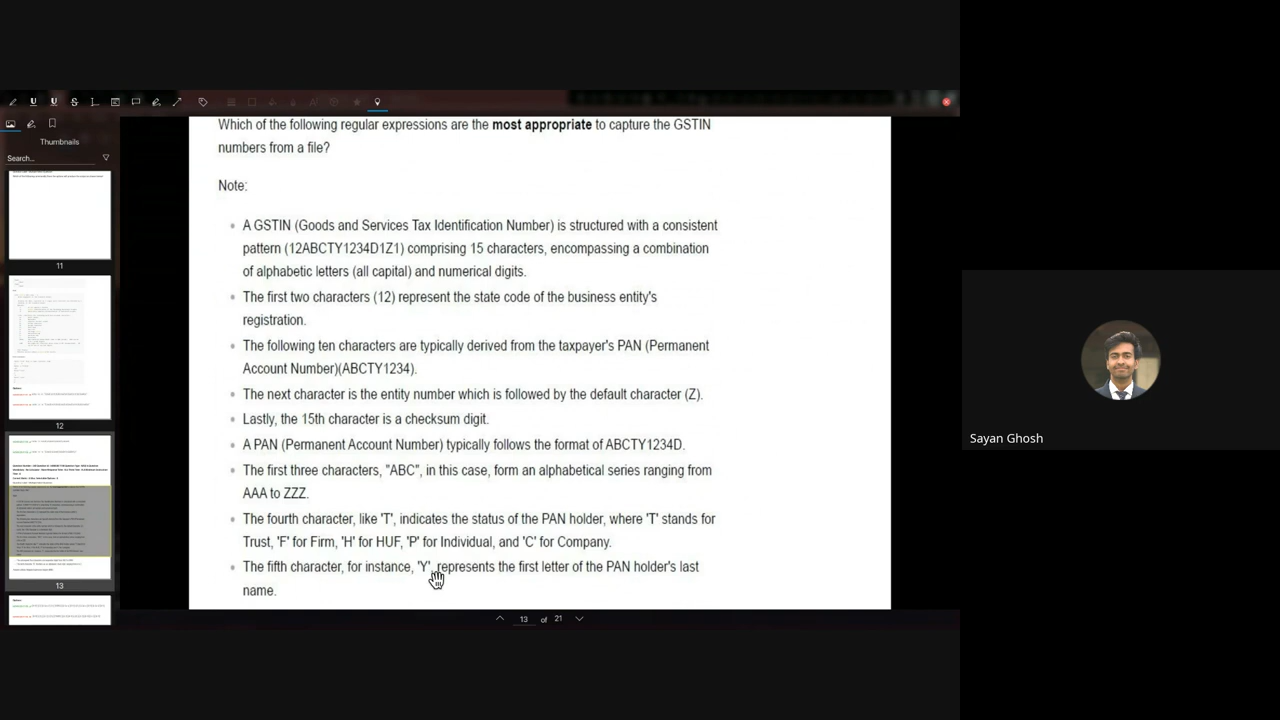 Thumbnails
Search...
11
12
13
Which of the following regular expressions are the most appropriate to capture the GSTIN
numbers from a file?
Note:
A GSTIN (Goods and Services Tax Identification Number) is structured with a consistent
pattern (12ABCTY1234D1Z1) comprising 15 characters, encompassing a combination
of alphabetic letters (all capital) and numerical digits.
The first two characters (12) represent the state code of the business entity's
registration.
The following ten characters are typically derived from the taxpayer's PAN (Permanent
Account Number)(ABCTY1234).
The next one denotes the entity number which is followed by the default character (Z).
Lastly, the 15th character is a checksum digit.
A PAN (Permanent Account Number) typically follows the format of ABCTY1234D.
The first three characters, "ABC", in this case, form an alphabetical series ranging from
AAA to ZZZ.
The fourth character, like 'T', indicates the status of the PAN holder, where 'T' stands for
Trust, 'F' for Firm, 'H' for HUF, 'P' for Individual, and 'C' for Company.
The fifth character, for instance, 'Y', represents the first letter of the PAN holder's last
name.
13 of 21
Sayan Ghosh